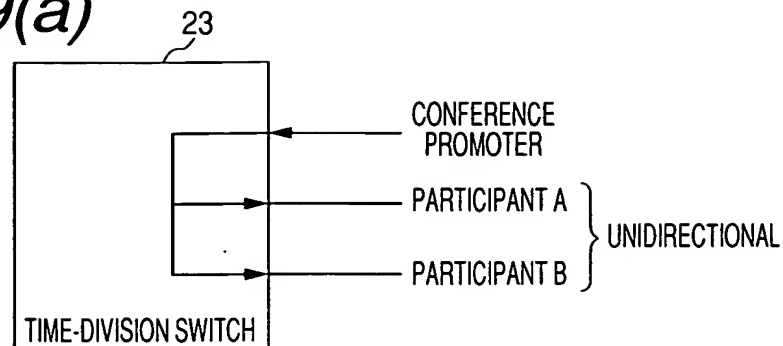 9(a)
23
CONFERENCE
PROMOTER
PARTICIPANT A
UNIDIRECTIONAL
PARTICIPANT B
TIME-DIVISION SWITCH